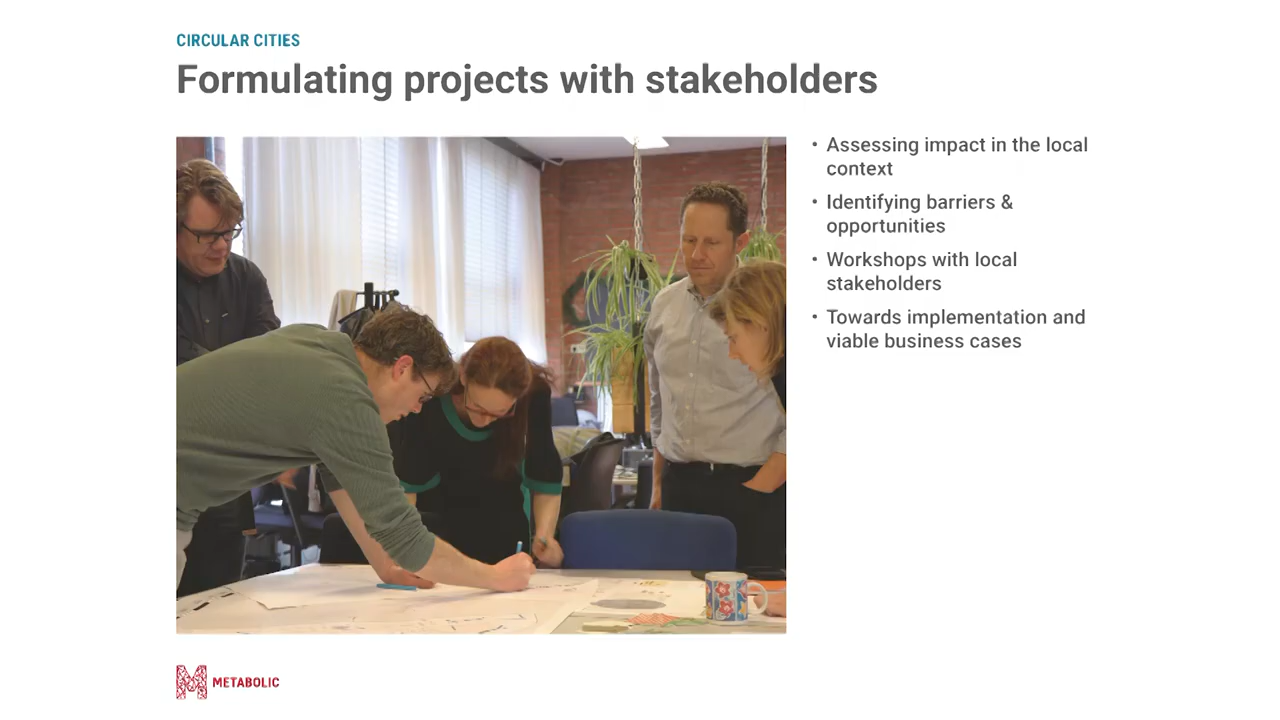 CIRCULAR CITIES
Formulating projects with stakeholders
• Assessing impact in the local
context
• Identifying barriers &
opportunities
• Workshops with local
stakeholders
• Towards implementation and
viable business cases
METABOLIC